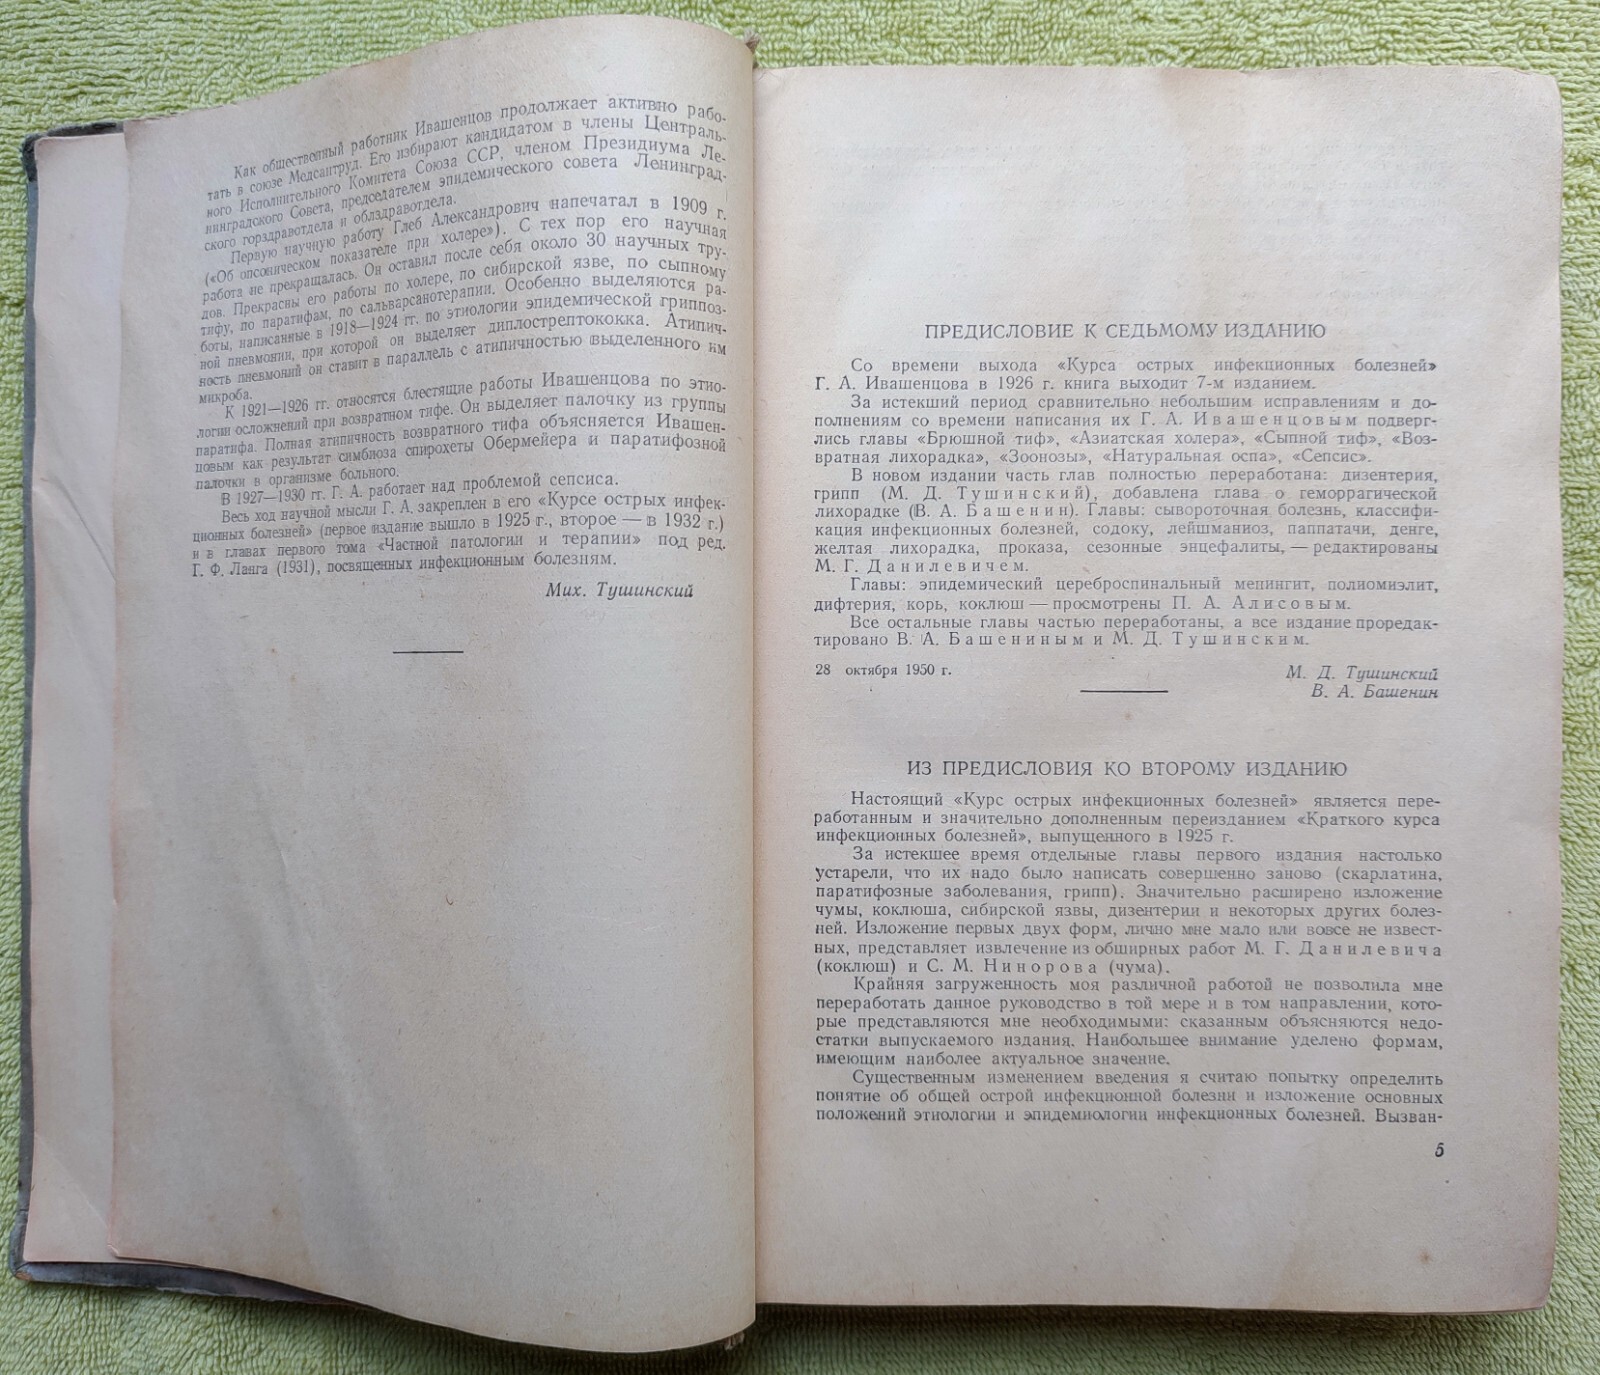 Как общественный работник Ивашенцов продолжает активно рабо-
тать в союзе Медсантруд. Его избирают кандидатом в члены Централь-
ного Исполнительного Комитета Союза ССР, членом Президиума Ле-
нинградского Совета, председателем эпидемического совета Ленинград-
ского горздравотдела и облздравотдела.
Первую научную работу Глеб Александрович напечатал в 1909 г.
(«Об опсоническом показателе при холере»). С тех пор его научная
работа не прекращалась. Он оставил после себя около 30 научных тру-
дов. Прекрасны его работы по холере, по сибирской язве, по сыпному
тифу, по паратифам, по сальварсанотерапии. Особенно выделяются ра-
боты, написанные в 1918—1924 гг. по этиологии эпидемической гриппоз-
ной пневмонии, при которой он выделяет диплострептококка. Атипич-
ность пневмоний он ставит в параллель с атипичностью выделенного им
микроба.
К 1921—1926 гг. относятся блестящие работы Ивашенцова по этио-
логии осложнений при возвратном тифе. Он выделяет палочку из группы
паратифа. Полная атипичность возвратного тифа объясняется Ивашен-
цовым как результат симбиоза спирохеты Обермейера и паратифозной
палочки в организме больного.
В 1927—1930 гг. Г. А. работает над проблемой сепсиса.
Весь ход научной мысли Г. А. закреплен в его «Курсе острых инфек-
ционных болезней» (первое издание вышло в 1925 г., второе — в 1932 г.)
и в главах первого тома «Частной патологии и терапии» под ред.
Г. Ф. Ланга (1931), посвященных инфекционным болезням.
Мих. Тушинский
ПРЕДИСЛОВИЕ К СЕДЬМОМУ ИЗДАНИЮ
Со времени выхода «Курса острых инфекционных болезней»
Г. А. Ивашенцова в 1926 г. книга выходит 7-м изданием.
За истекший период сравнительно небольшим исправлениям и до-
полнениям со времени написания их Г. А. Ивашенцовым подверг-
лись главы «Брюшной тиф», «Азиатская холера», «Сыпной тиф», «Воз-
вратная лихорадка», «Зоонозы», «Натуральная оспа», «Сепсис».
В новом издании часть глав полностью переработана: дизентерия,
грипп (М. Д. Тушинский), добавлена глава о геморрагической
лихорадке (В. А. Башенин). Главы: сывороточная болезнь, классифи-
кация инфекционных болезней, содоку, лейшманиоз, паппатачи, денге,
желтая лихорадка, проказа, сезонные энцефалиты, — редактированы
М. Г. Данилевичем.
Главы: эпидемический цереброспинальный менингит, полиомиэлит,
дифтерия, корь, коклюш — просмотрены П. А. Алисовым.
Все остальные главы частью переработаны, а все издание проредак-
тировано В. А. Башениным и М. Д. Тушинским.
28 октября 1950 г.
М. Д. Тушинский
В. А. Башенин
ИЗ ПРЕДИСЛОВИЯ КО ВТОРОМУ ИЗДАНИЮ
Настоящий «Курс острых инфекционных болезней» является пере-
работанным и значительно дополненным переизданием «Краткого курса
инфекционных болезней», выпущенного в 1925 г.
За истекшее время отдельные главы первого издания настолько
устарели, что их надо было написать совершенно заново (скарлатина,
паратифозные заболевания, грипп). Значительно расширено изложение
чумы, коклюша, сибирской язвы, дизентерии и некоторых других болез-
ней. Изложение первых двух форм, лично мне мало или вовсе не извест-
ных, представляет извлечение из обширных работ М. Г. Данилевича
(коклюш) и С. М. Нинорова (чума).
Крайняя загруженность моя различной работой не позволила мне
переработать данное руководство в той мере и в том направлении, кото-
рые представляются мне необходимыми: сказанным объясняются недо-
статки выпускаемого издания. Наибольшее внимание уделено формам,
имеющим наиболее актуальное значение.
Существенным изменением введения я считаю попытку определить
понятие об общей острой инфекционной болезни и изложение основных
положений этиологии и эпидемиологии инфекционных болезней. Вызван-
5